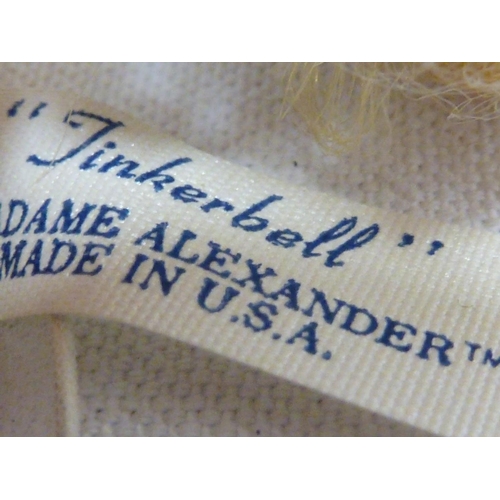 "Tinkerbell"
ADAME ALEXANDER™
MADE IN U.S.A.